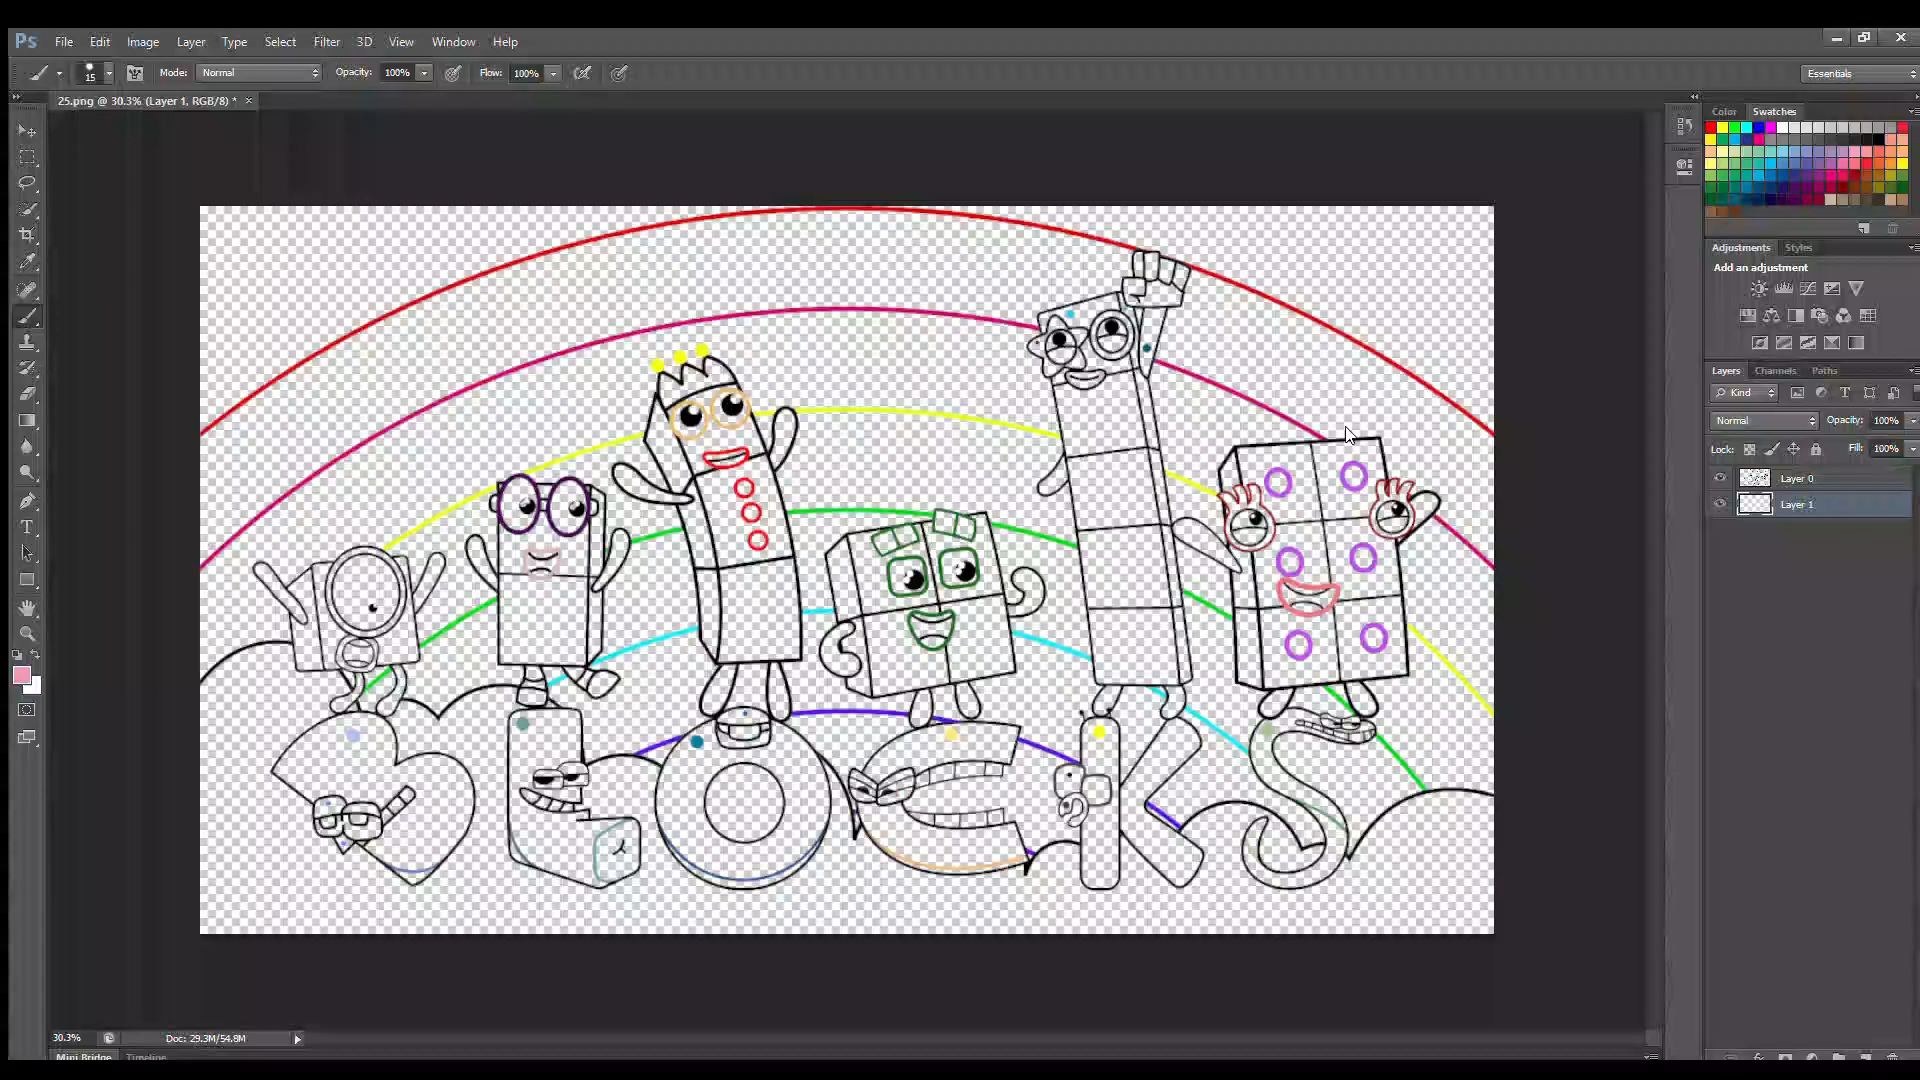 Ps File Edit Image Layer Type Select Filter 3D View Window Help
15 Mode: Normal Opacity: 100% Flow: 100% Essentials
25.png @ 30.3% (Layer 1, RGB/8) * ×
Color Swatches
Adjustments Styles
Add an adjustment
Layers Channels Paths
Kind
Normal Opacity: 100%
Lock: Fill: 100%
Layer 0
Layer 1
30.3% Doc: 29.3M/54.8M
Mini Bridge Timeline